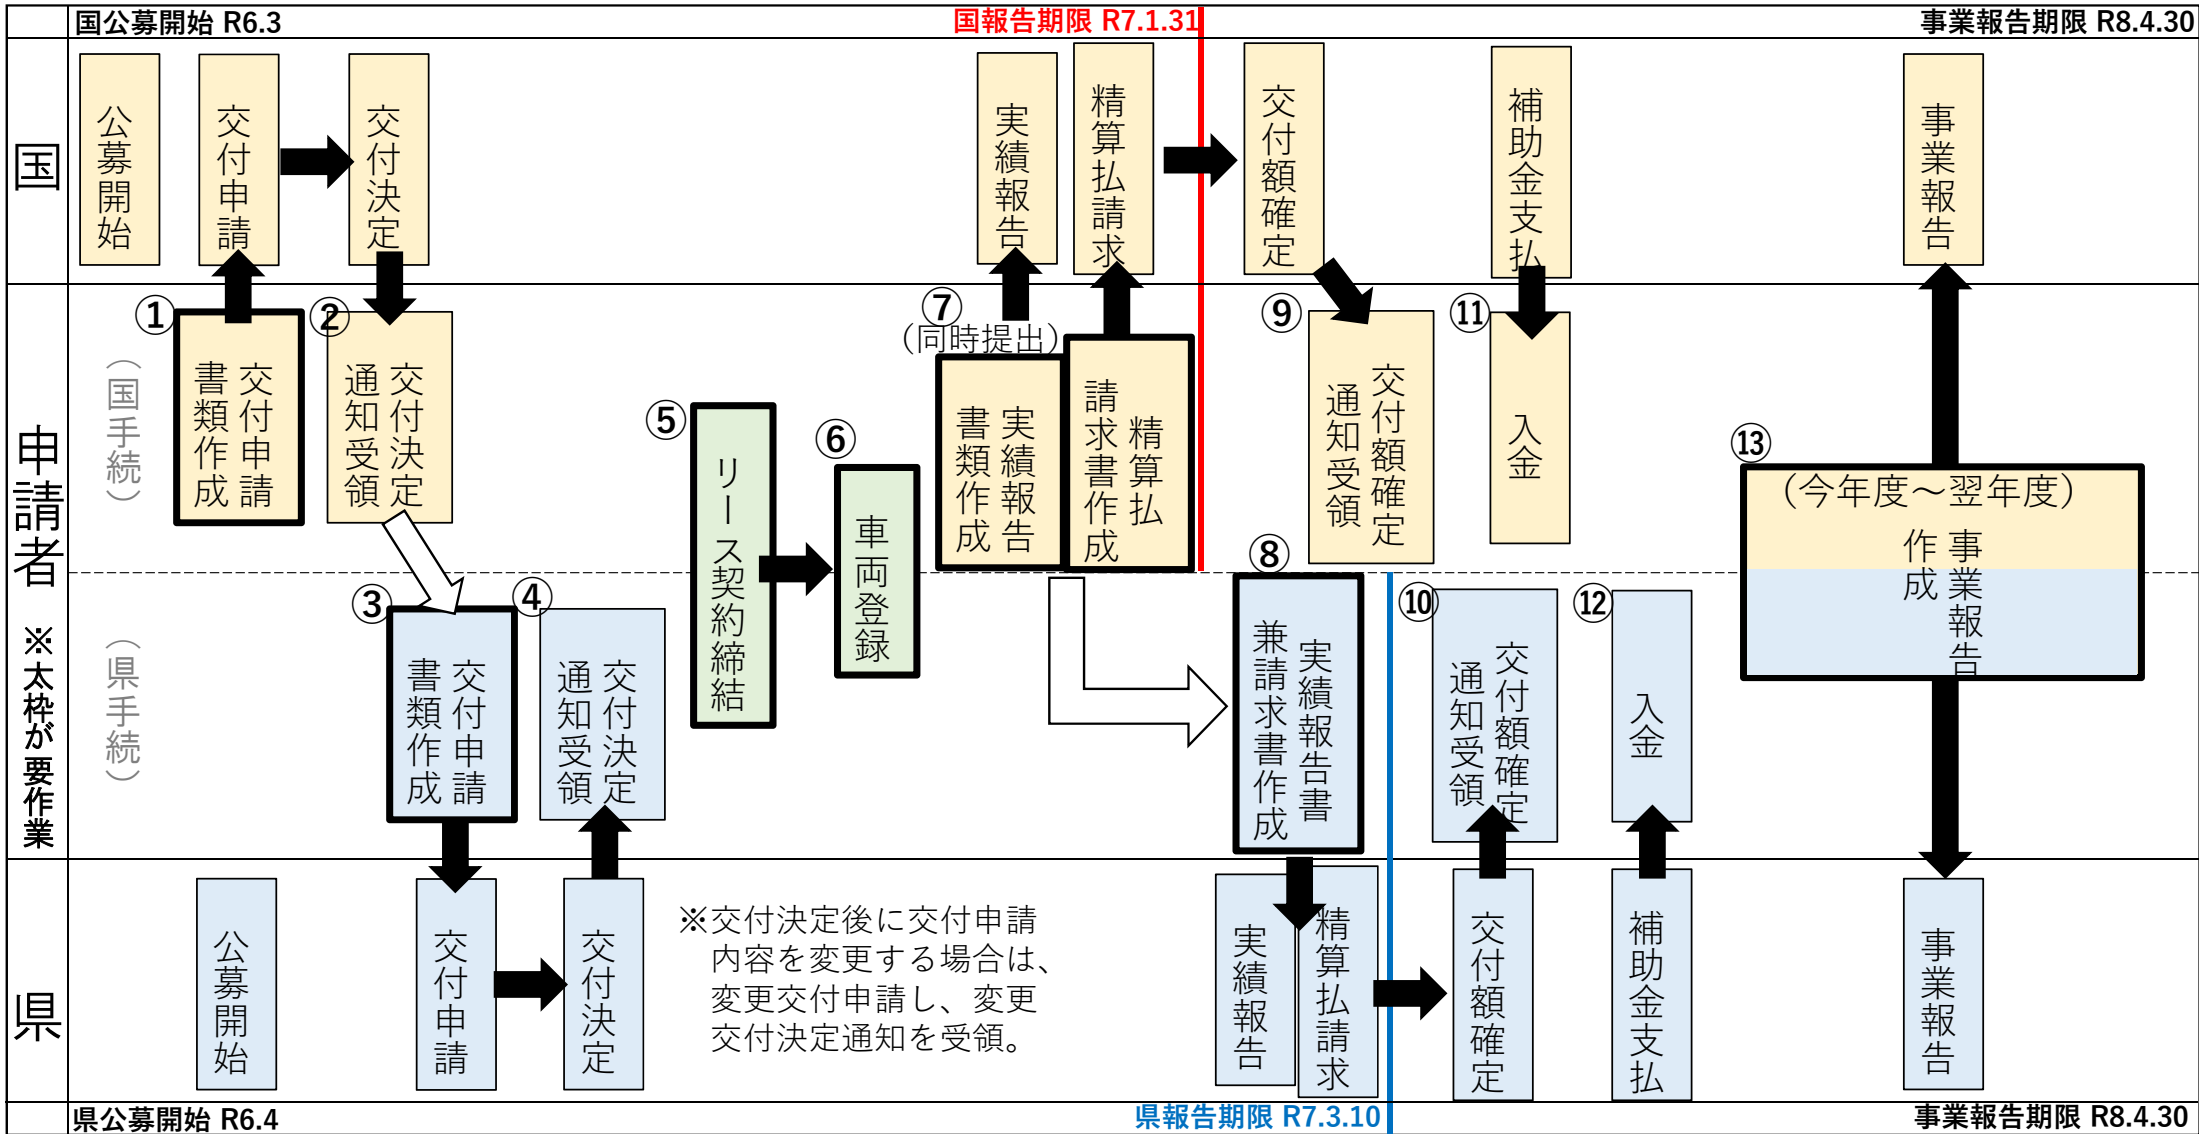 国公募開始 R6.3
国報告期限 R7.1.31
事業報告期限 R8.4.30
国
公募開始
交付申請
交付決定
実績報告
精算払請求
交付額確定
補助金支払
事業報告
申請者
※太枠が要作業
（国手続）
（県手続）
①
交付申請
書類作成
②
交付決定
通知受領
③
交付申請
書類作成
④
交付決定
通知受領
⑤
リース契約締結
⑥
車両登録
⑦
（同時提出）
実績報告
書類作成
精算払
請求書作成
⑧
実績報告書
兼請求書作成
⑨
交付額確定
通知受領
⑩
交付額確定
通知受領
⑪
入金
⑫
入金
⑬
（今年度～翌年度）
事業報告
作成
県
公募開始
交付申請
交付決定
※交付決定後に交付申請
内容を変更する場合は、
変更交付申請し、変更
交付決定通知を受領。
実績報告
精算払請求
交付額確定
補助金支払
事業報告
県公募開始 R6.4
県報告期限 R7.3.10
事業報告期限 R8.4.30